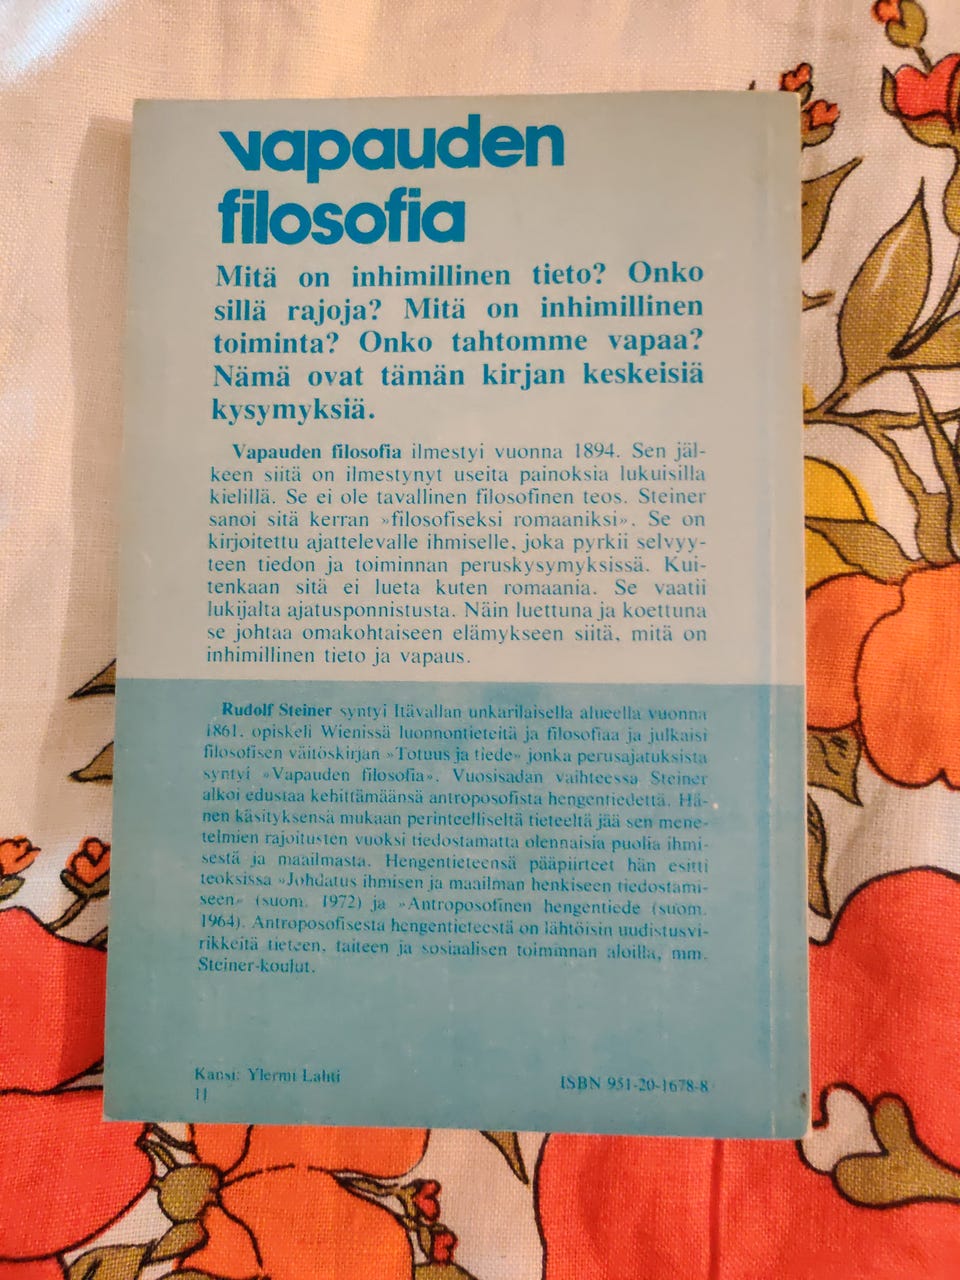 vapauden
filosofia
Mitä on inhimillinen tieto? Onko
sillä rajoja? Mitä on inhimillinen
toiminta? Onko tahtomme vapaa?
Nämä ovat tämän kirjan keskeisiä
kysymyksiä.
Vapauden filosofia ilmestyi vuonna 1894. Sen jäl-
keen siitä on ilmestynyt useita painoksia lukuisilla
kielillä. Se ei ole tavallinen filosofinen teos. Steiner
sanoi sitä kerran »filosofiseksi romaaniksi». Se on
kirjoitettu ajattelevalle ihmiselle, joka pyrkii selvyy-
teen tiedon ja toiminnan peruskysymyksissä. Kui-
tenkaan sitä ei lueta kuten romaania. Se vaatii
lukijalta ajatusponnistusta. Näin luettuna ja koettuna
se johtaa omakohtaiseen elämykseen siitä, mitä on
inhimillinen tieto ja vapaus.
Rudolf Steiner syntyi Itävallan unkarilaisella alueella vuonna
1861, opiskeli Wienissä luonnontieteitä ja filosofiaa ja julkaisi
filosofisen väitöskirjan »Totuus ja tiede» jonka perusajatuksista
syntyi »Vapauden filosofia». Vuosisadan vaihteessa Steiner
alkoi edustaa kehittämäänsä antroposofista hengentiedettä. Hä-
nen käsityksensä mukaan perinteelliseltä tieteeltä jää sen mene-
telmien rajoitusten vuoksi tiedostamatta olennaisia puolia ihmi-
sestä ja maailmasta. Hengentieteensä pääpiirteet hän esitti
teoksissa »Johdatus ihmisen ja maailman henkiseen tiedostami-
seen» (suom. 1972) ja »Antroposofinen hengentiede (suom.
1964). Antroposofisesta hengentieteestä on lähtöisin uudistusvi-
rikkeitä tieteen, taiteen ja sosiaalisen toiminnan aloilla, mm.
Steiner-koulut.
Kansi: Ylermi Lahti
11
ISBN 951-20-1678-8